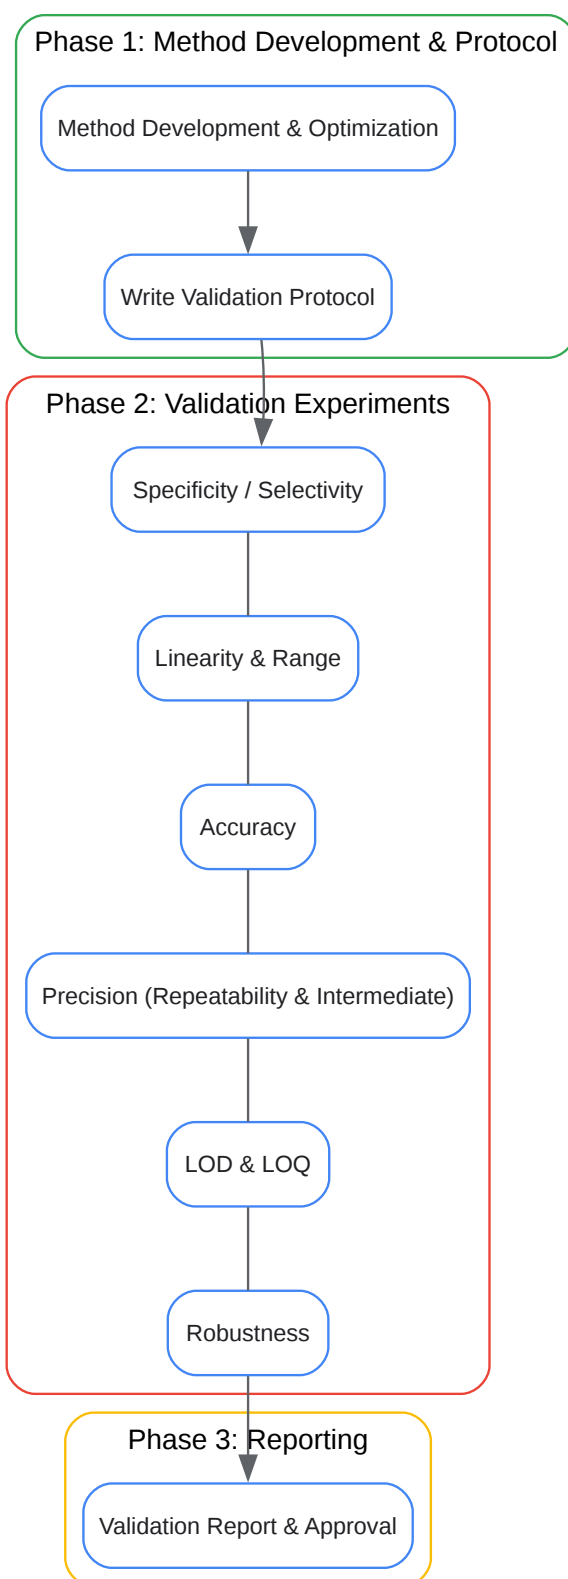 Phase 1: Method Development & Protocol
Method Development & Optimization
Write Validation Protocol
Phase 2: Validation Experiments
Specificity / Selectivity
Linearity & Range
Accuracy
Precision (Repeatability & Intermediate)
LOD & LOQ
Robustness
Phase 3: Reporting
Validation Report & Approval